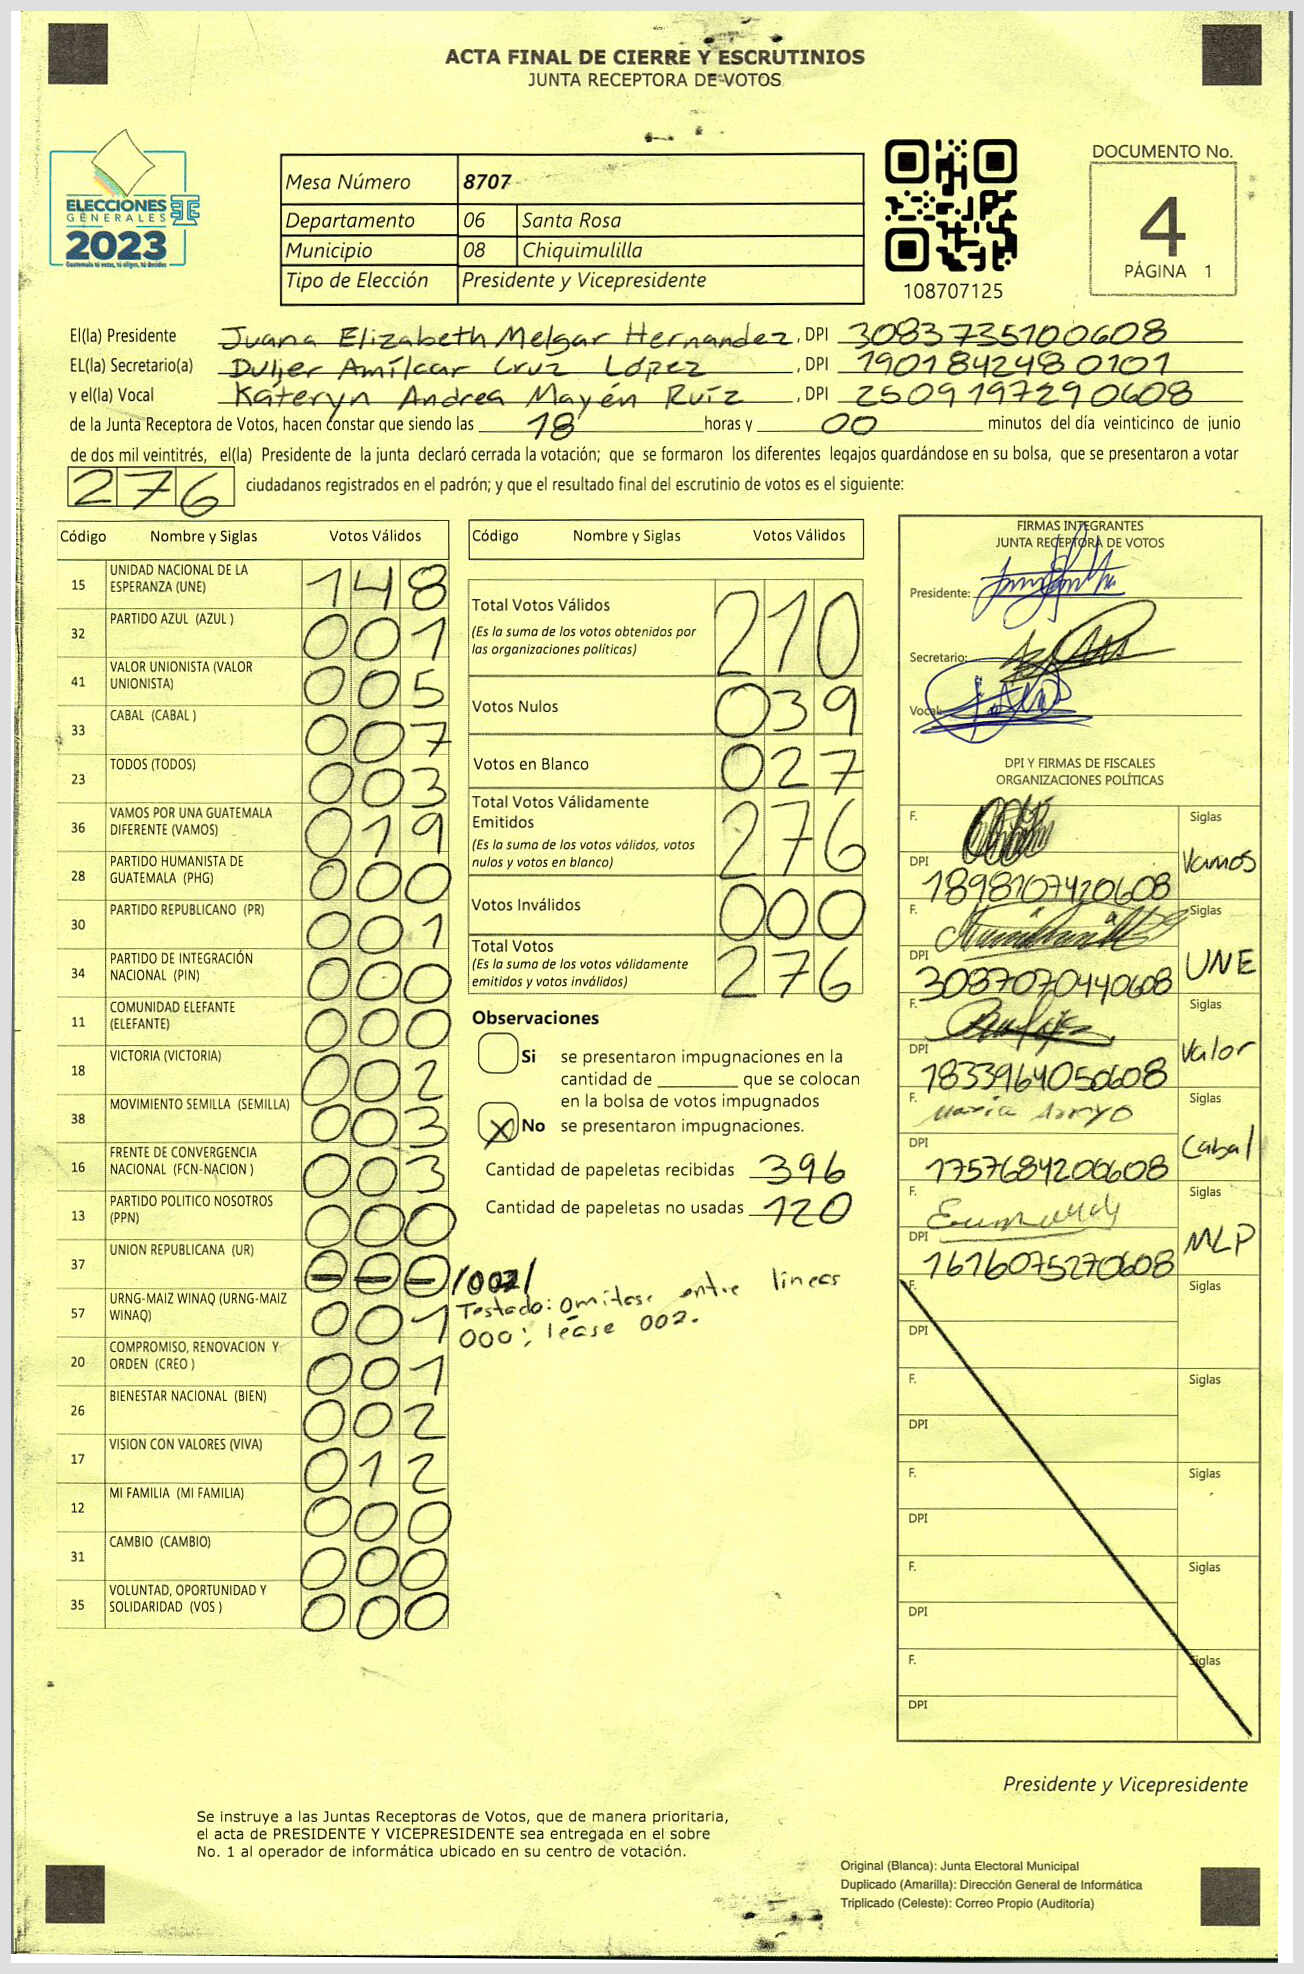 ACTA FINAL DE CIERRE Y ESCRUTINIOS
JUNTA RECEPTORA DE VOTOS
ELECCIONES
GENERALES
2023
Guatemala tú votas, tú eliges, tú decides
Mesa Número 8707
Departamento 06 Santa Rosa
Municipio 08 Chiquimulilla
Tipo de Elección Presidente y Vicepresidente
108707125
DOCUMENTO No.
4
PÁGINA 1
El(la) Presidente Juana Elizabeth Melgar Hernandez, DPI 3083735100608
EL(la) Secretario(a) Amílcar Cruz López, DPI 1901842480101
y el(la) Vocal Káteryn Andrea Mayén Ruíz, DPI 2509197290608
de la Junta Receptora de Votos, hacen constar que siendo las 18 horas y 00 minutos del día veinticinco de junio
de dos mil veintitrés, el(la) Presidente de la junta declaró cerrada la votación; que se formaron los diferentes legajos guardándose en su bolsa, que se presentaron a votar
276 ciudadanos registrados en el padrón; y que el resultado final del escrutinio de votos es el siguiente:
Código Nombre y Siglas Votos Válidos
15 UNIDAD NACIONAL DE LA ESPERANZA (UNE) 148
32 PARTIDO AZUL (AZUL ) 001
41 VALOR UNIONISTA (VALOR UNIONISTA) 005
33 CABAL (CABAL ) 007
23 TODOS (TODOS) 003
36 VAMOS POR UNA GUATEMALA DIFERENTE (VAMOS) 019
28 PARTIDO HUMANISTA DE GUATEMALA (PHG) 000
30 PARTIDO REPUBLICANO (PR) 001
34 PARTIDO DE INTEGRACIÓN NACIONAL (PIN) 000
11 COMUNIDAD ELEFANTE (ELEFANTE) 000
18 VICTORIA (VICTORIA) 002
38 MOVIMIENTO SEMILLA (SEMILLA) 003
16 FRENTE DE CONVERGENCIA NACIONAL (FCN-NACION ) 003
13 PARTIDO POLITICO NOSOTROS (PPN) 000
37 UNION REPUBLICANA (UR) 000 /002/
57 URNG-MAIZ WINAQ (URNG-MAIZ WINAQ) 001
20 COMPROMISO, RENOVACION Y ORDEN (CREO ) 001
26 BIENESTAR NACIONAL (BIEN) 002
17 VISION CON VALORES (VIVA) 012
12 MI FAMILIA (MI FAMILIA) 000
31 CAMBIO (CAMBIO) 000
35 VOLUNTAD, OPORTUNIDAD Y SOLIDARIDAD (VOS ) 000
Testado: omitase entre líneas
000; léase 002.
Código Nombre y Siglas Votos Válidos
Total Votos Válidos 210
(Es la suma de los votos obtenidos por
las organizaciones políticas)
Votos Nulos 039
Votos en Blanco 027
Total Votos Válidamente
Emitidos 276
(Es la suma de los votos válidos, votos
nulos y votos en blanco)
Votos Inválidos 000
Total Votos 276
(Es la suma de los votos válidamente
emitidos y votos inválidos)
Observaciones
Si se presentaron impugnaciones en la
cantidad de ________ que se colocan
en la bolsa de votos impugnados
X No se presentaron impugnaciones.
Cantidad de papeletas recibidas 396
Cantidad de papeletas no usadas 120
FIRMAS INTEGRANTES
JUNTA RECEPTORA DE VOTOS
Presidente:
Secretario:
Vocal:
DPI Y FIRMAS DE FISCALES
ORGANIZACIONES POLÍTICAS
F. Siglas
DPI 1898107420608 Vamos
F. Siglas
DPI 3087070440608 UNE
F. Siglas
DPI 1833964050608 Valor
F. Maria Siglas
DPI 1757684200608 Cabal
F. Siglas
DPI 1616075270608 MLP
F. Siglas
DPI
F. Siglas
DPI
F. Siglas
DPI
F. Siglas
DPI
F. Siglas
DPI
Presidente y Vicepresidente
Se instruye a las Juntas Receptoras de Votos, que de manera prioritaria,
el acta de PRESIDENTE Y VICEPRESIDENTE sea entregada en el sobre
No. 1 al operador de informática ubicado en su centro de votación.
Original (Blanca): Junta Electoral Municipal
Duplicado (Amarilla): Dirección General de Informática
Triplicado (Celeste): Correo Propio (Auditoría)